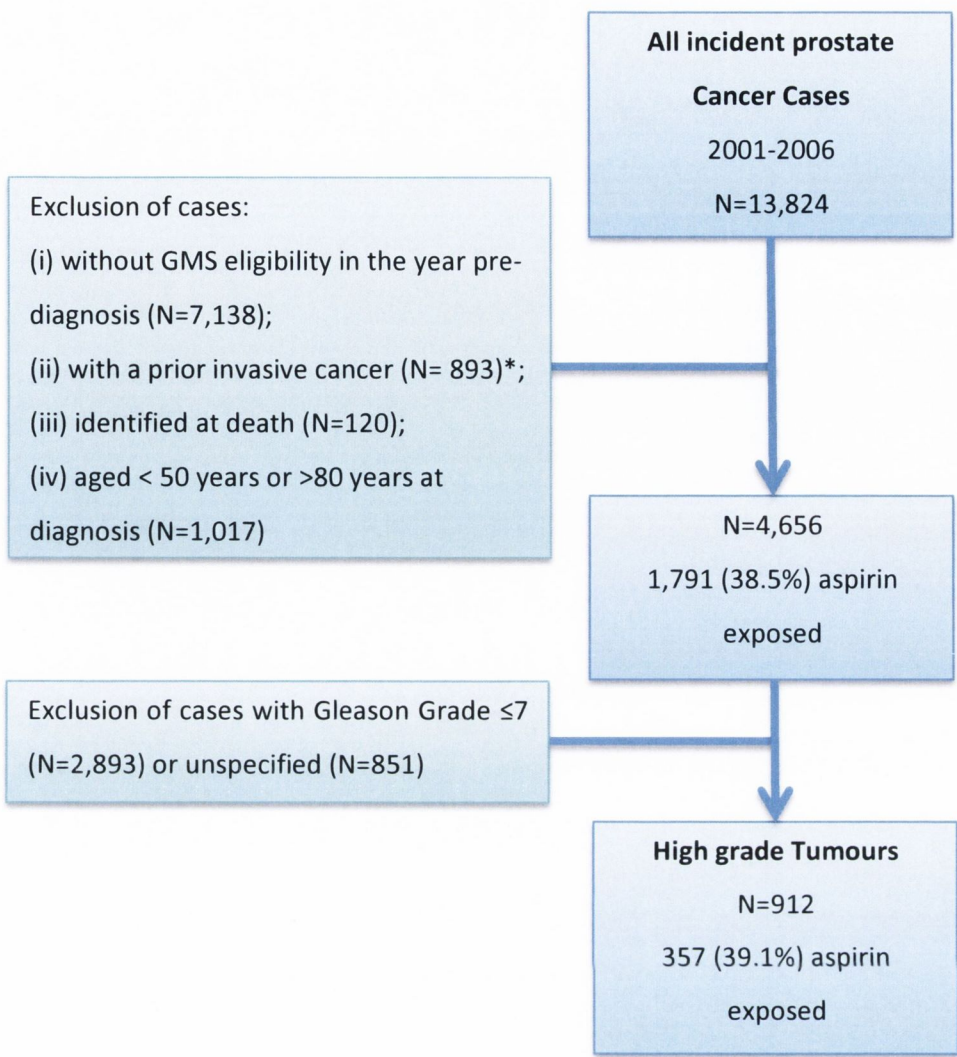 All incident prostate
Cancer Cases
2001-2006
N=13,824
Exclusion of cases:
(i) without GMS eligibility in the year pre-
diagnosis (N=7,138);
(ii) with a prior invasive cancer (N= 893)*;
(iii) identified at death (N=120);
(iv) aged < 50 years or >80 years at
diagnosis (N=1,017)
N=4,656
1,791 (38.5%) aspirin
exposed
Exclusion of cases with Gleason Grade ≤7
(N=2,893) or unspecified (N=851)
High grade Tumours
N=912
357 (39.1%) aspirin
exposed